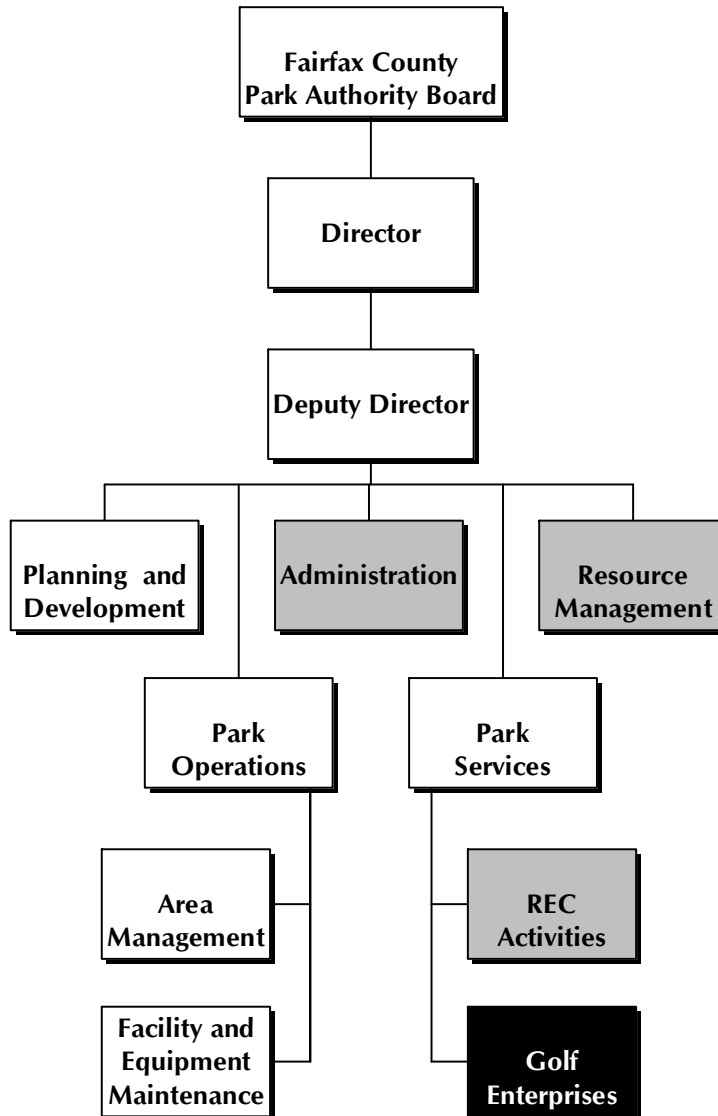 Fairfax County
Park Authority Board
Director
Deputy Director
Planning and
Development
Administration
Resource
Management
Park
Operations
Park
Services
Area
Management
REC
Activities
Facility and
Equipment
Maintenance
Golf
Enterprises